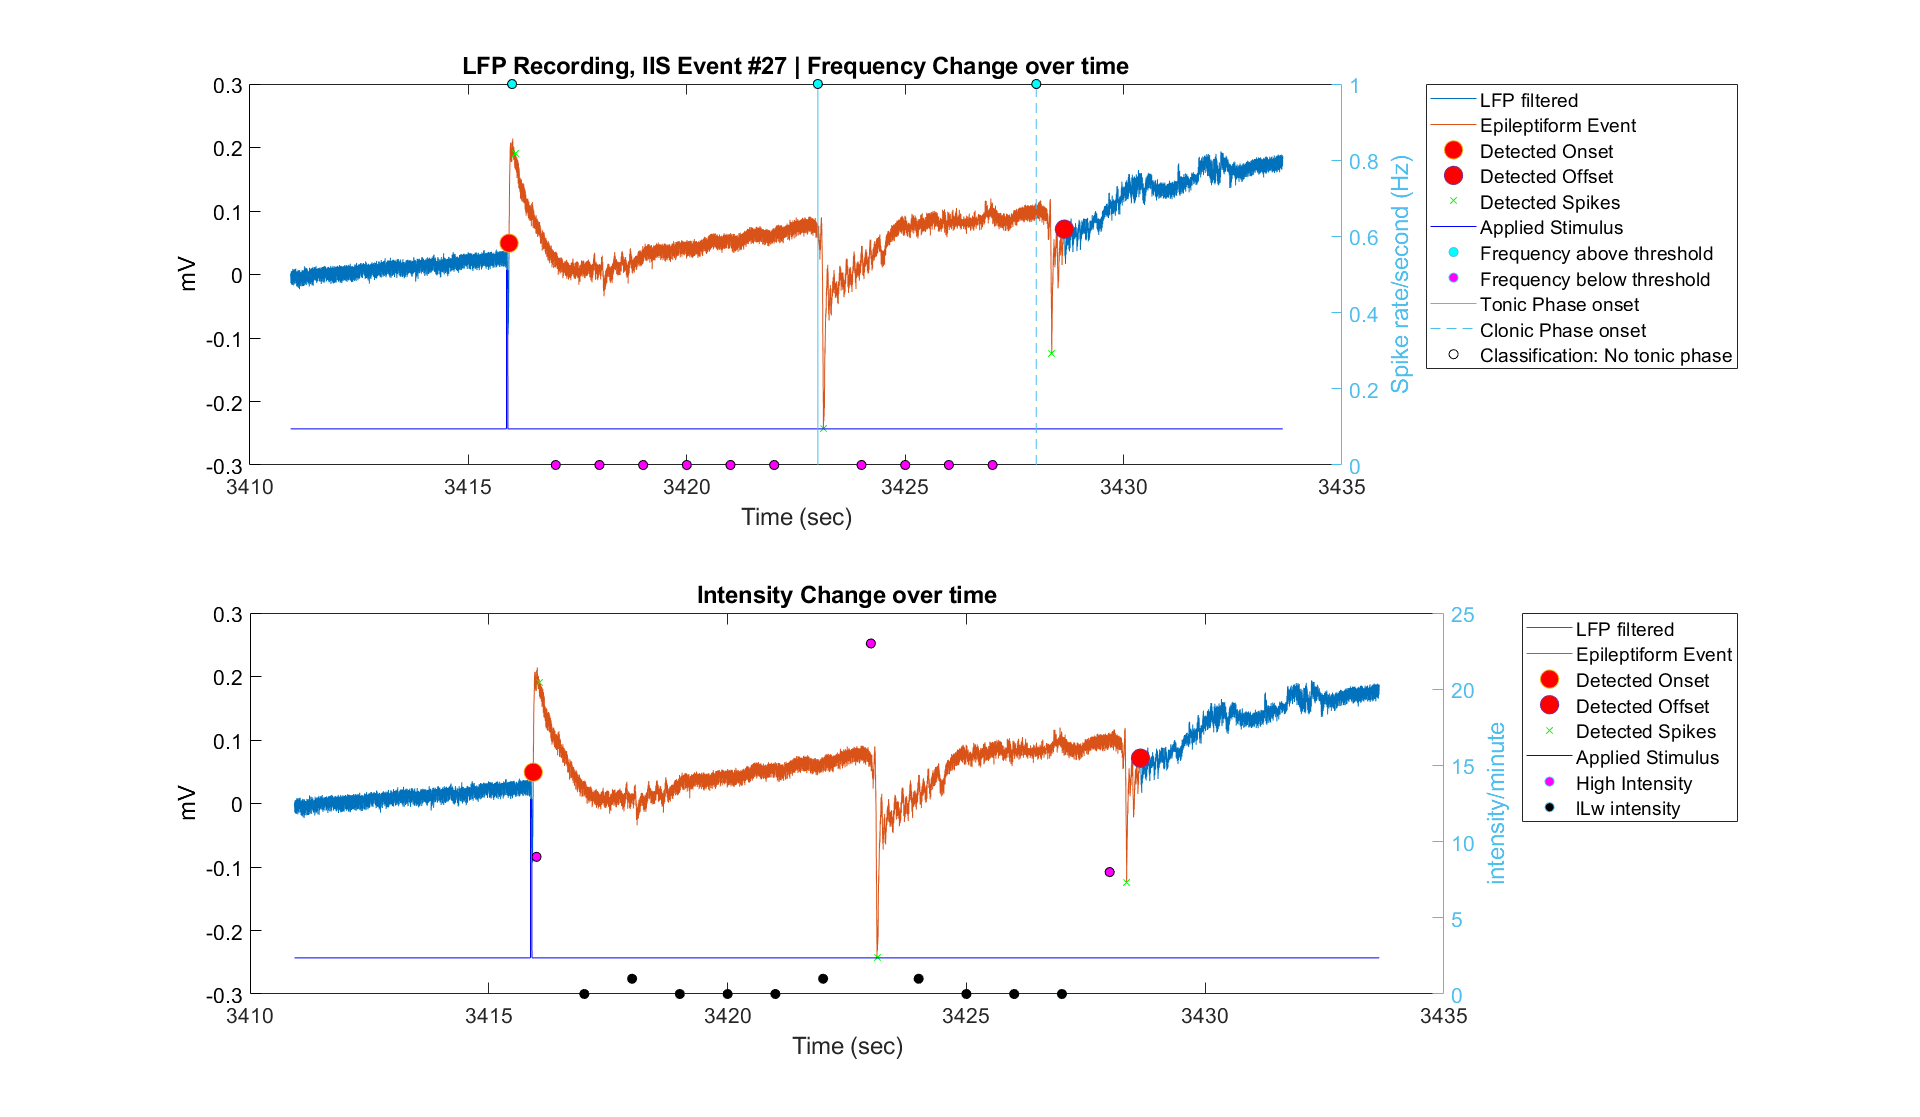 LFP Recording, IIS Event #27 | Frequency Change over time
0.3
0.2
0.1
0
-0.1
-0.2
-0.3
mV
3410
3415
3420
3425
3430
3435
Time (sec)
1
0.8
0.6
0.4
0.2
0
Spike rate/second (Hz)
LFP filtered
Epileptiform Event
Detected Onset
Detected Offset
Detected Spikes
Applied Stimulus
Frequency above threshold
Frequency below threshold
Tonic Phase onset
Clonic Phase onset
Classification: No tonic phase
Intensity Change over time
0.3
0.2
0.1
0
-0.1
-0.2
-0.3
mV
3410
3415
3420
3425
3430
3435
Time (sec)
25
20
15
10
5
0
intensity/minute
LFP filtered
Epileptiform Event
Detected Onset
Detected Offset
Detected Spikes
Applied Stimulus
High Intensity
lLw intensity